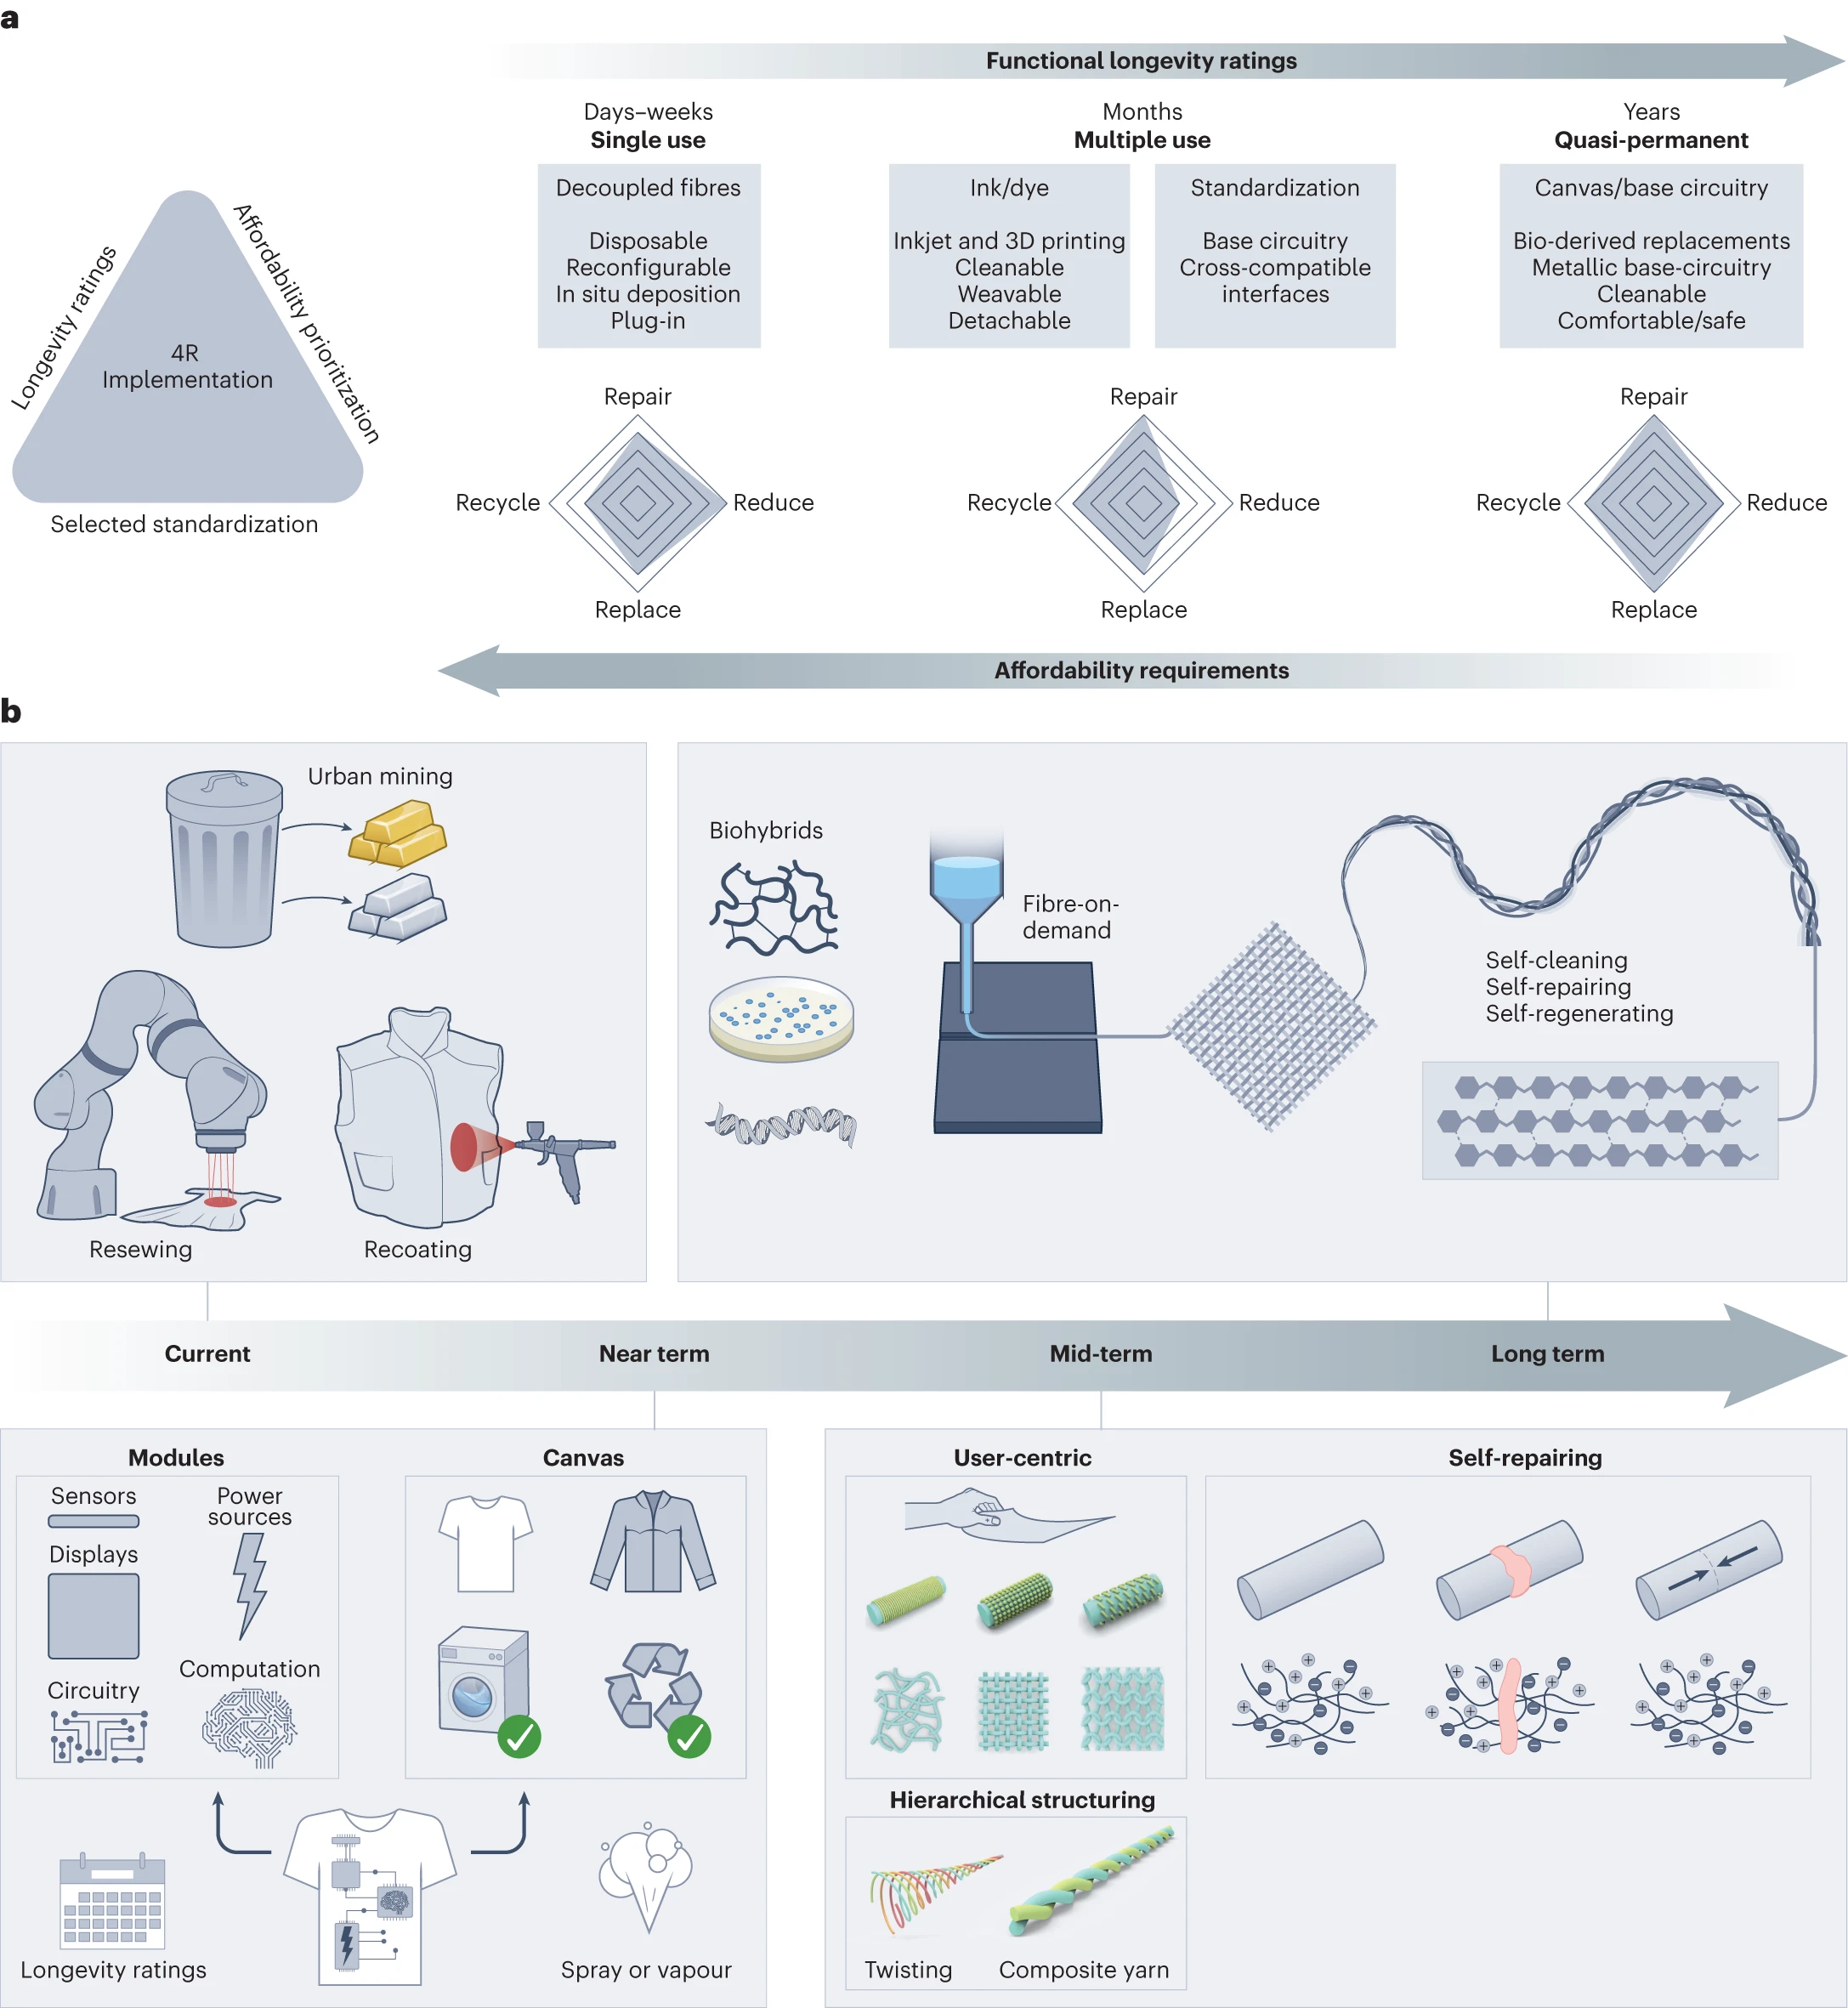 a
Functional longevity ratings
Days–weeks
Single use
Months
Multiple use
Years
Quasi-permanent
Decoupled fibres
Disposable
Reconfigurable
In situ deposition
Plug-in
Ink/dye
Inkjet and 3D printing
Cleanable
Weavable
Detachable
Standardization
Base circuitry
Cross-compatible
interfaces
Canvas/base circuitry
Bio-derived replacements
Metallic base-circuitry
Cleanable
Comfortable/safe
Longevity ratings
Affordability prioritization
4R
Implementation
Selected standardization
Repair
Recycle
Reduce
Replace
Repair
Recycle
Reduce
Replace
Repair
Recycle
Reduce
Replace
Affordability requirements
b
Urban mining
Resewing
Recoating
Biohybrids
Fibre-on-
demand
Self-cleaning
Self-repairing
Self-regenerating
Current
Near term
Mid-term
Long term
Modules
Sensors
Power
sources
Displays
Computation
Circuitry
Canvas
Longevity ratings
Spray or vapour
User-centric
Self-repairing
Hierarchical structuring
Twisting
Composite yarn